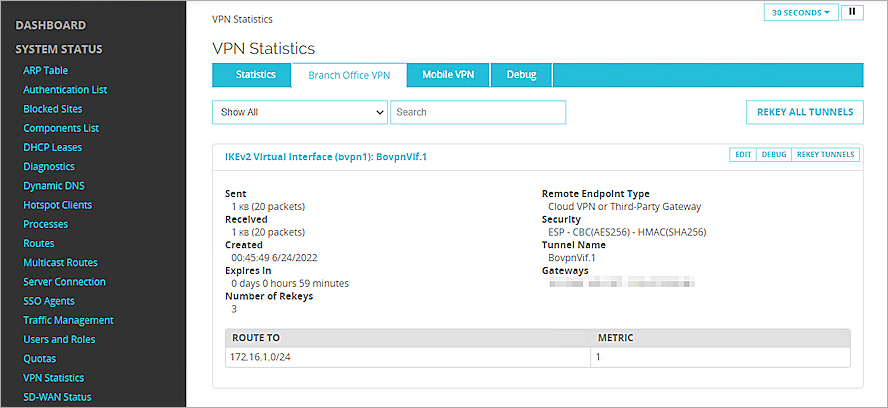 DASHBOARD
SYSTEM STATUS
ARP Table
Authentication List
Blocked Sites
Components List
DHCP Leases
Diagnostics
Dynamic DNS
Hotspot Clients
Processes
Routes
Multicast Routes
Server Connection
SSO Agents
Traffic Management
Users and Roles
Quotas
VPN Statistics
SD-WAN Status
VPN Statistics
30 SECONDS
VPN Statistics
Statistics Branch Office VPN Mobile VPN Debug
Show All Search REKEY ALL TUNNELS
IKEv2 Virtual Interface (bvpn1): BovpnVif.1 EDIT DEBUG REKEY TUNNELS
Sent
1 KB (20 packets)
Received
1 KB (20 packets)
Created
00:45:49 6/24/2022
Expires In
0 days 0 hours 59 minutes
Number of Rekeys
3
Remote Endpoint Type
Cloud VPN or Third-Party Gateway
Security
ESP - CBC(AES256) - HMAC(SHA256)
Tunnel Name
BovpnVif.1
Gateways
ROUTE TO METRIC
172.16.1.0/24 1